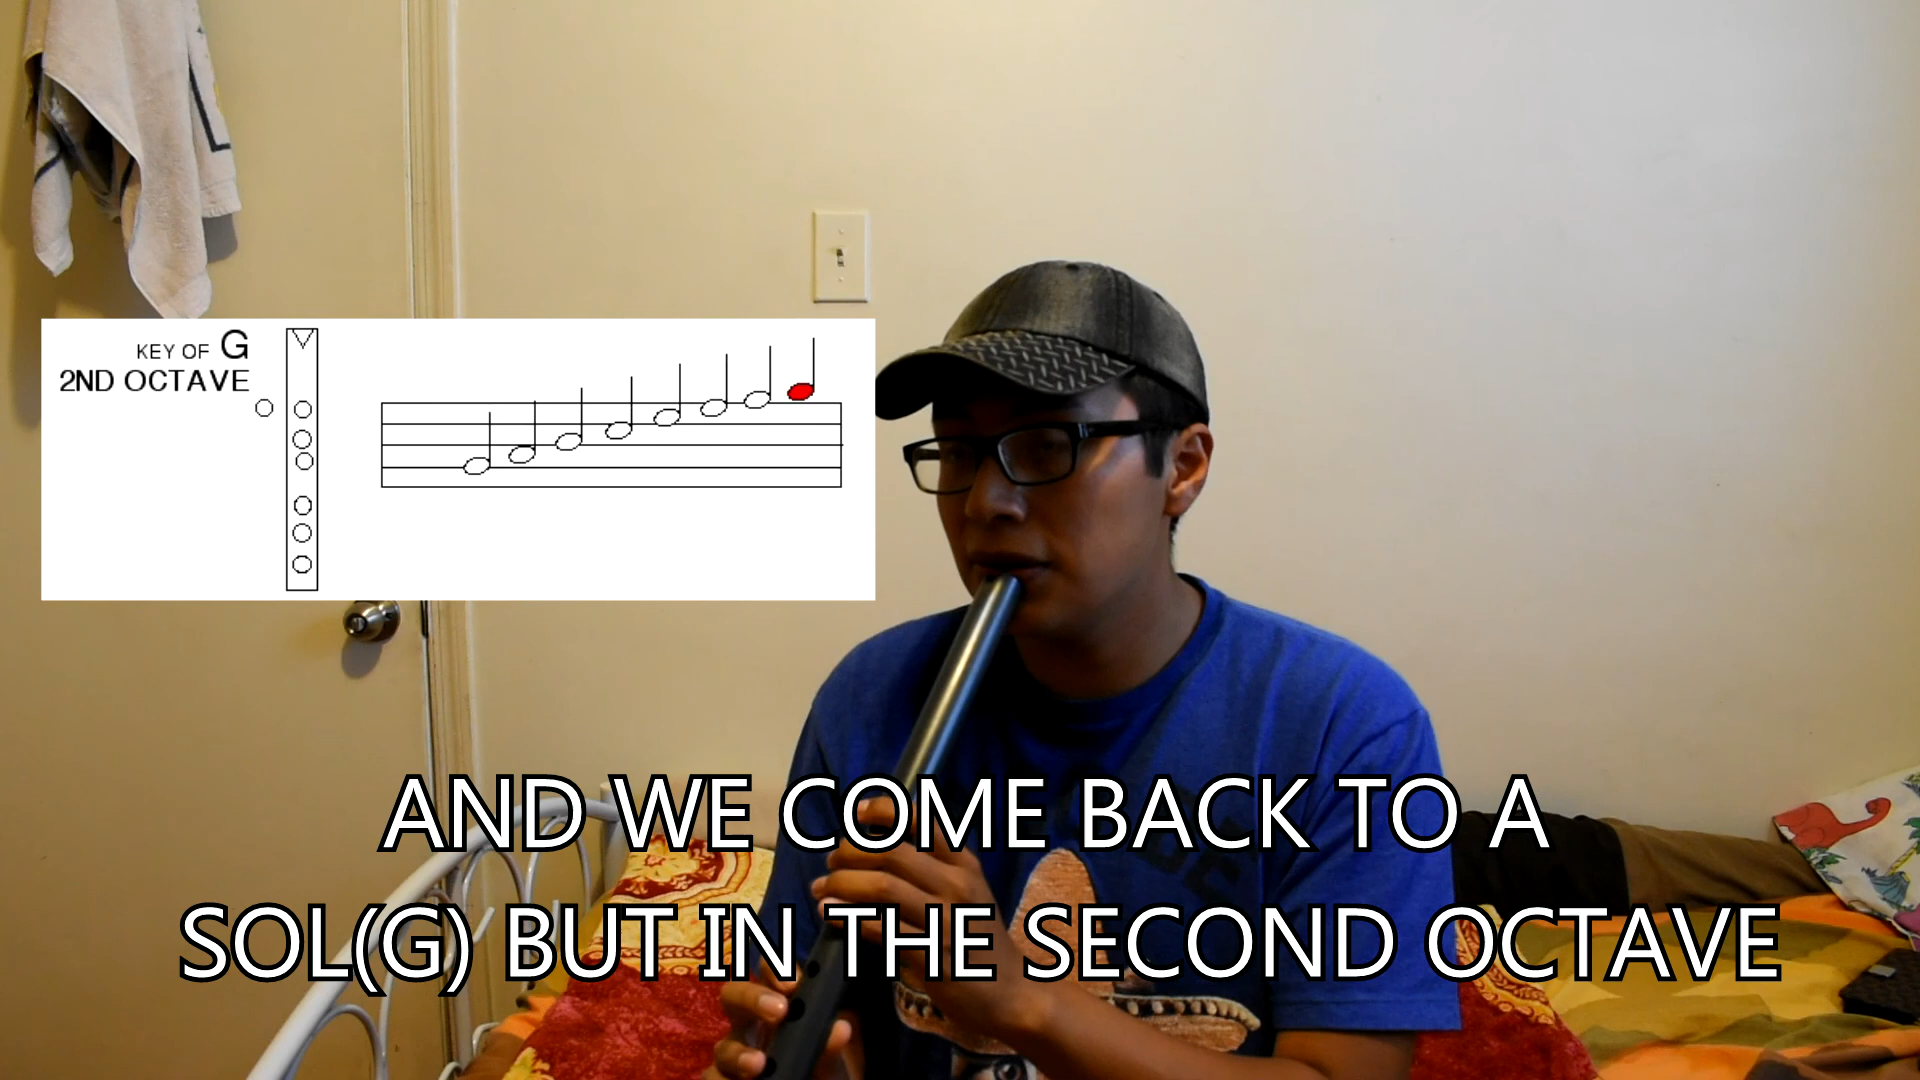 KEY OF G
2ND OCTAVE
AND WE COME BACK TO A
SOL(G) BUT IN THE SECOND OCTAVE